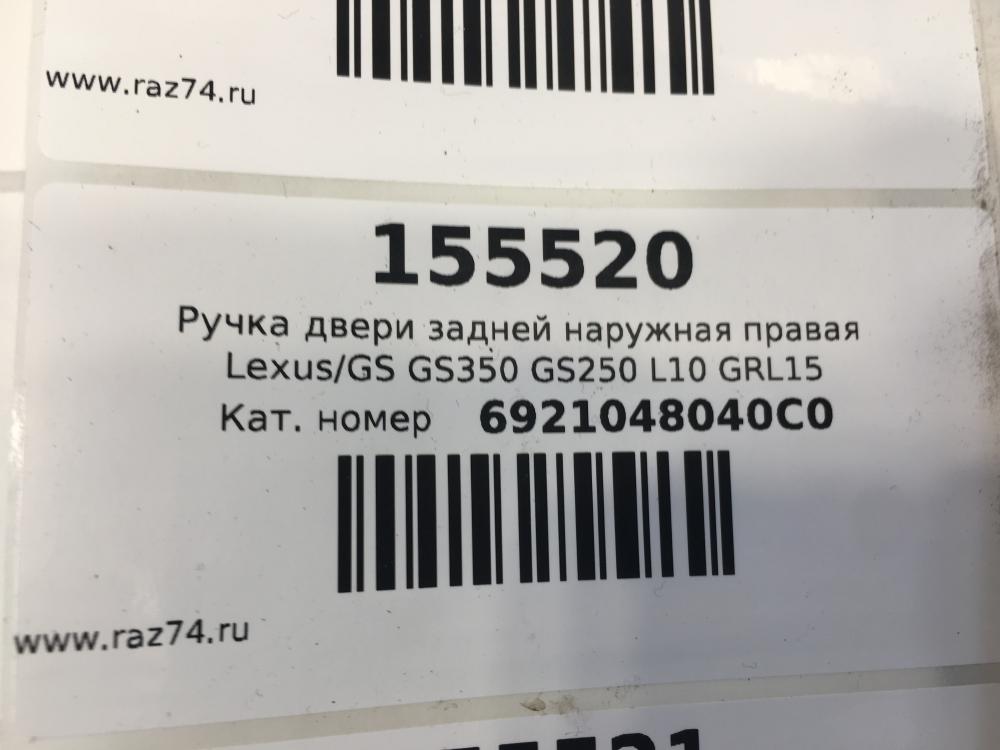 www.raz74.ru
155520
Ручка двери задней наружная правая
Lexus/GS GS350 GS250 L10 GRL15
Кат. номер 6921048040C0
www.raz74.ru